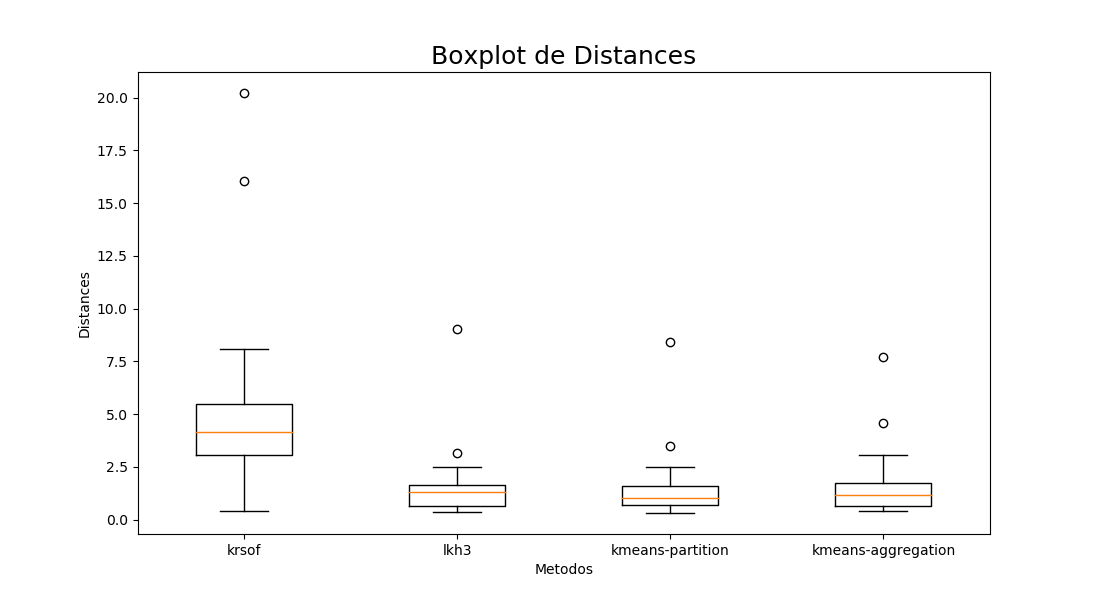 Boxplot de Distances
20.0
17.5
15.0
12.5
10.0
7.5
5.0
2.5
0.0
Distances
krsof lkh3 kmeans-partition kmeans-aggregation
Metodos